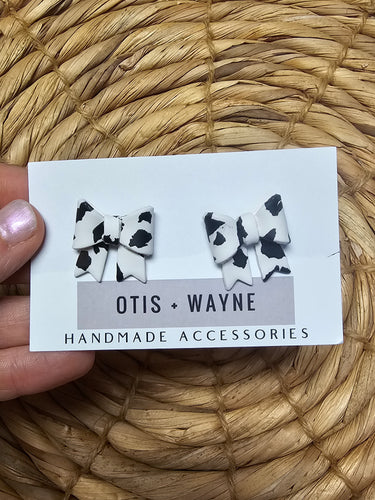 OTIS + WAYNE
HANDMADE ACCESSORIES